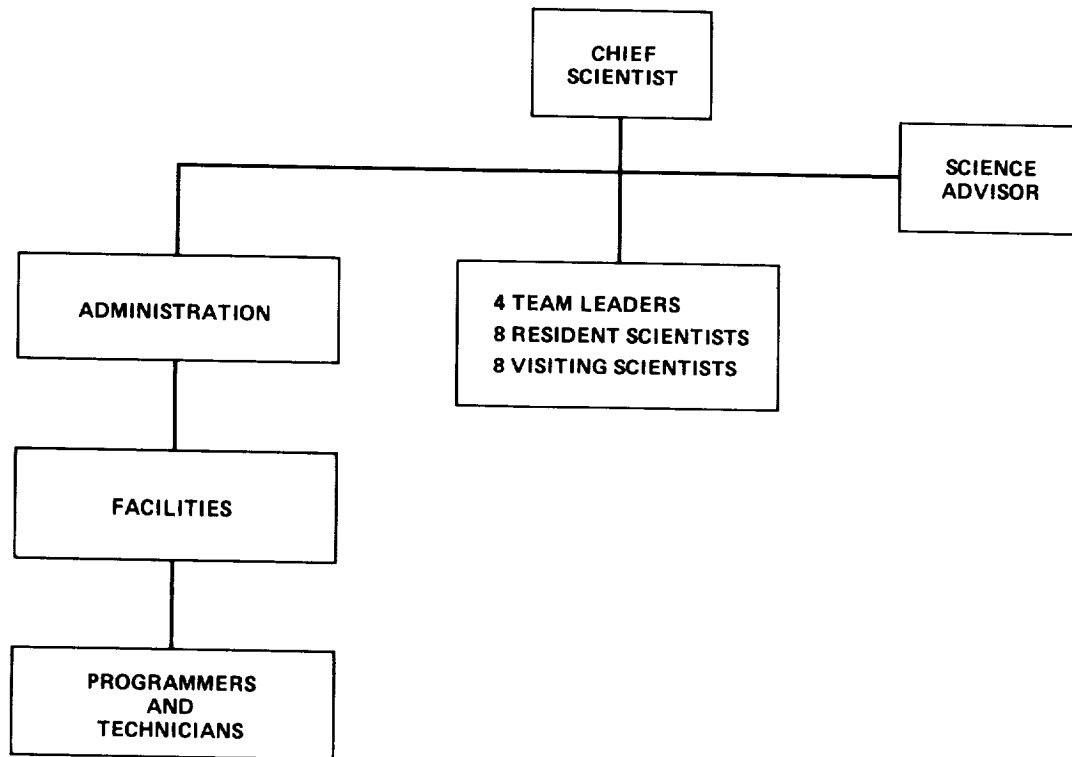 CHIEF
SCIENTIST
SCIENCE
ADVISOR
ADMINISTRATION
4 TEAM LEADERS
8 RESIDENT SCIENTISTS
8 VISITING SCIENTISTS
FACILITIES
PROGRAMMERS
AND
TECHNICIANS